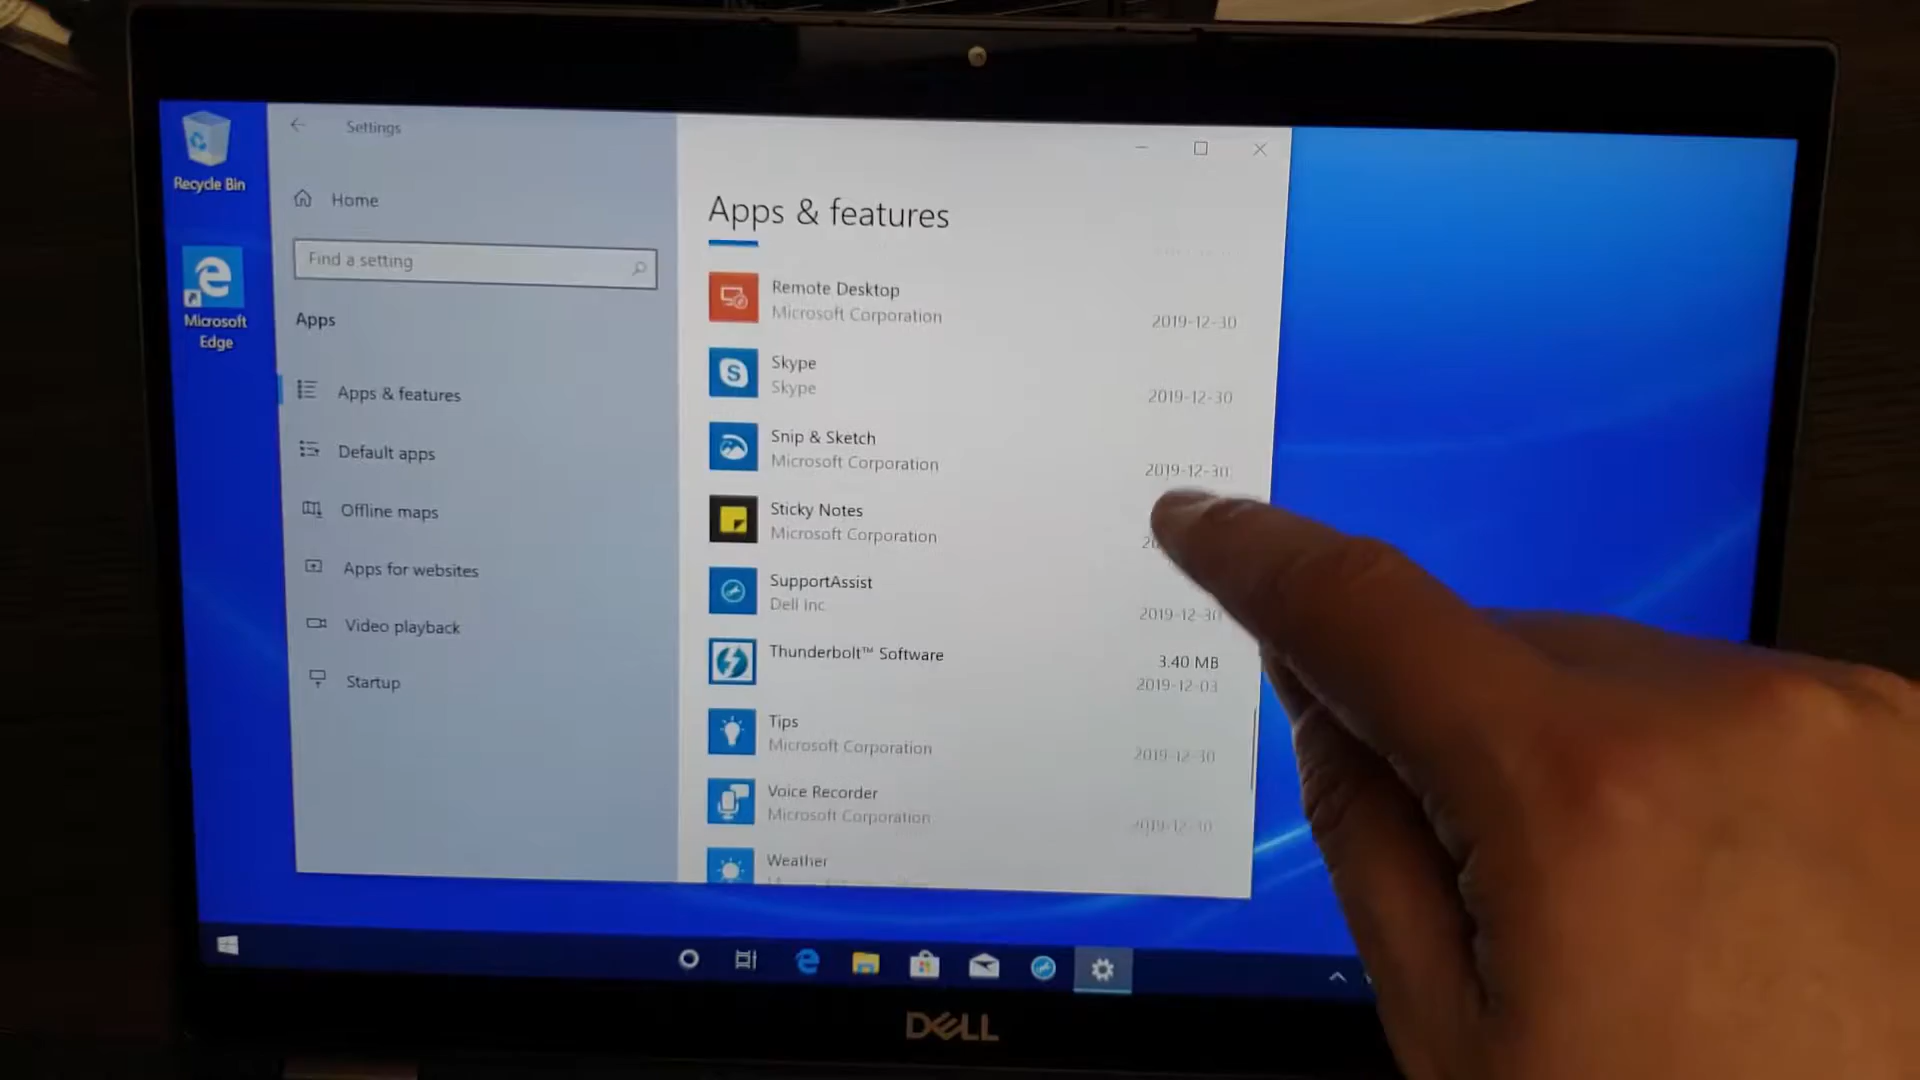 Recycle Bin
Microsoft
Edge
Settings
Home
Find a setting
Apps
Apps & features
Default apps
Offline maps
Apps for websites
Video playback
Startup
Apps & features
Remote Desktop
Microsoft Corporation
2019-12-30
Skype
Skype
2019-12-30
Snip & Sketch
Microsoft Corporation
2019-12-30
Sticky Notes
Microsoft Corporation
SupportAssist
Dell Inc.
2019-12-30
Thunderbolt™ Software
3.40 MB
2019-12-03
Tips
Microsoft Corporation
2019-12-30
Voice Recorder
Microsoft Corporation
2019-12-30
Weather
DELL